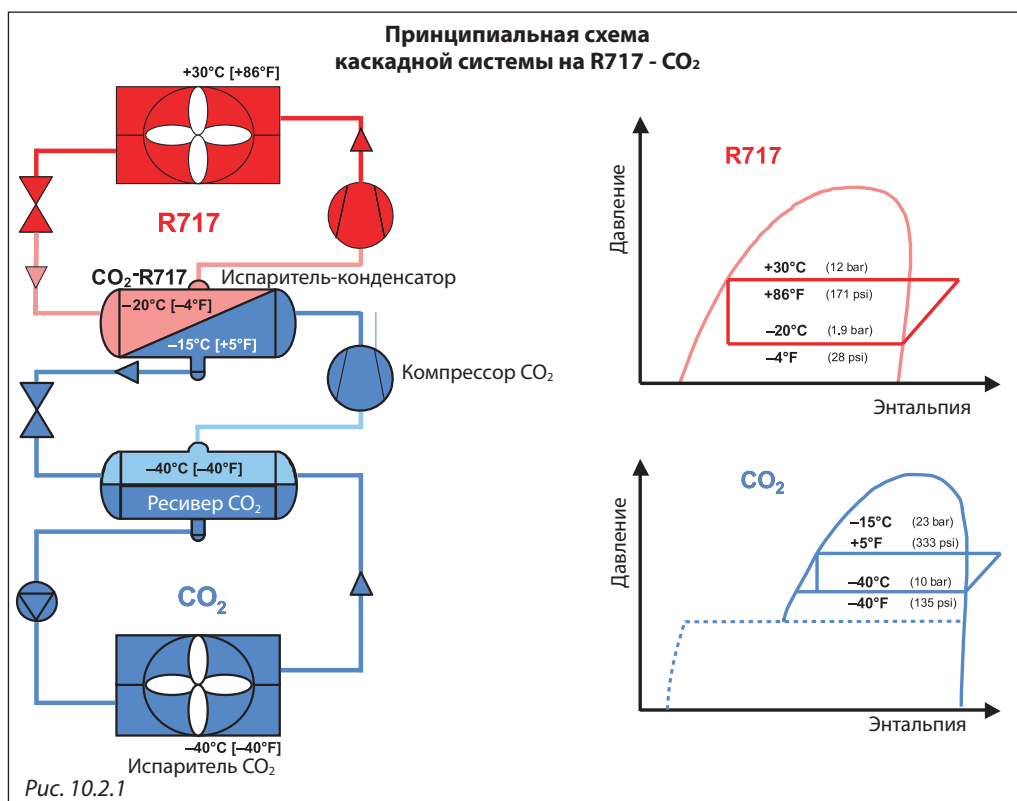 Принципиальная схема
каскадной системы на R717 - CO₂
+30°C [+86°F]
R717
CO₂-R717 Испаритель-конденсатор
–20°C [–4°F]
–15°C [+5°F]
Компрессор CO₂
–40°C [–40°F]
Ресивер CO₂
CO₂
–40°C [–40°F]
Испаритель CO₂
Давление
R717
+30°C (12 bar)
+86°F (171 psi)
–20°C (1.9 bar)
–4°F (28 psi)
Энтальпия
Давление
CO₂
–15°C (23 bar)
+5°F (333 psi)
–40°C (10 bar)
–40°F (135 psi)
Энтальпия
Рис. 10.2.1